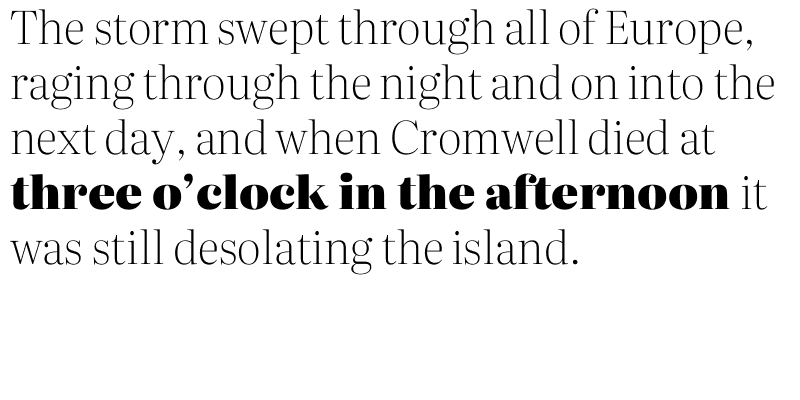 The storm swept through all of Europe,
raging through the night and on into the
next day, and when Cromwell died at
three o’clock in the afternoon it
was still desolating the island.